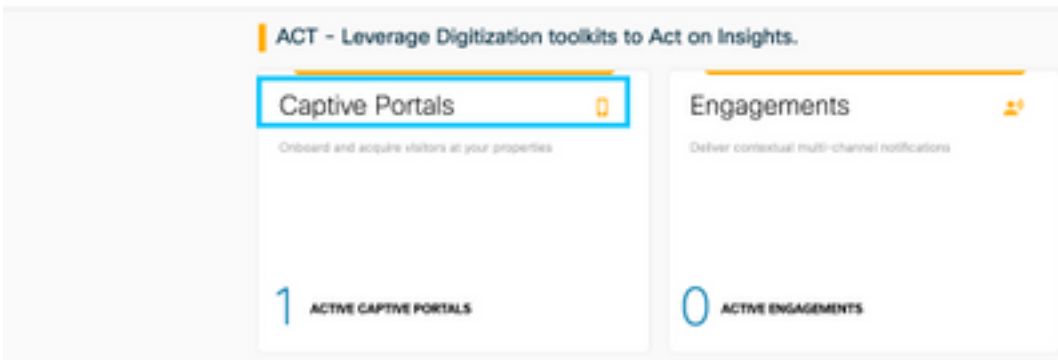 ACT - Leverage Digitization toolkits to Act on Insights.
Captive Portals
Onboard and acquire visitors at your properties
1 ACTIVE CAPTIVE PORTALS
Engagements
Deliver contextual multi-channel notifications
0 ACTIVE ENGAGEMENTS